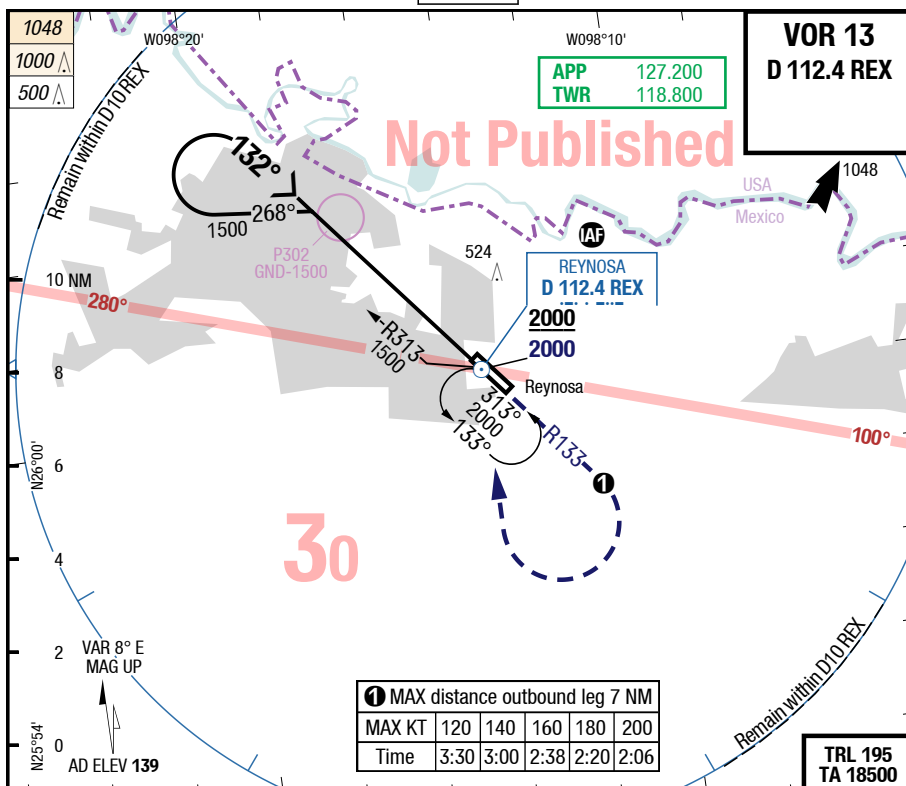 1048
1000
500
W098°20'
W098°10'
VOR 13
D 112.4 REX
APP 127.200
TWR 118.800
Remain within D10 REX
Not Published
132°
1048
USA
Mexico
268°
1500
P302
GND-1500
524
IAF
REYNOSA
D 112.4 REX
10 NM
280°
2000
2000
R313
1500
8
Reynosa
313°
2000
133°
R133
100°
N26°00'
6
1
30
4
2
VAR 8° E
MAG UP
Remain within D10 REX
1 MAX distance outbound leg 7 NM
MAX KT 120 140 160 180 200
Time 3:30 3:00 2:38 2:20 2:06
N25°54'
0
AD ELEV 139
TRL 195
TA 18500